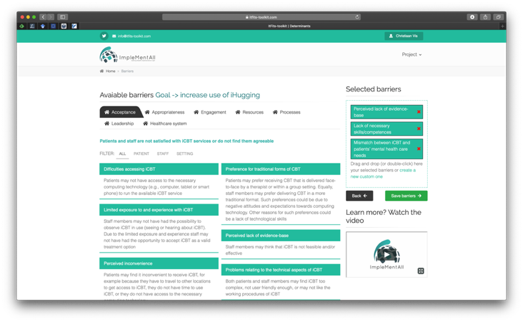 itfits-toolkit.com
itFits-toolkit | Determinants
info@itfits-toolkit.com
Christiaan Vis
ImpleMentAll
Project
Home › Barriers
Avaiable barriers Goal -> increase use of iHugging
Acceptance
Appropriateness
Engagement
Resources
Processes
Leadership
Healthcare system
Patients and staff are not satisfied with iCBT services or do not find them agreeable
FILTER: ALL PATIENT STAFF SETTING
Difficulties accessing iCBT
Patients may not have access to the necessary
computing technology (e.g., computer, tablet or smart
phone) to run the available iCBT service
Limited exposure to and experience with iCBT
Staff members may not have had the possibility to
observe iCBT in use (seeing or hearing about iCBT).
Due to the limited exposure and experience staff may
not have had the opportunity to accept iCBT as a valid
treatment option
Perceived inconvenience
Patients may find it inconvenient to receive iCBT, for
example because they have to travel to other locations
to get access to iCBT, they do not have time to use
iCBT, or they do not have access to the necessary
Preference for traditional forms of CBT
Patients may prefer receiving CBT that is delivered face-
to-face by a therapist or within a group setting. Equally,
staff members may prefer delivering CBT in a more
traditional format. Such preferences could be due to
negative attitudes and expectations towards computing
technology. Other reasons for such preferences could
be a lack of technological skills
Perceived lack of evidence-base
Staff members may think that iCBT is not feasible and/or
effective
Problems relating to the technical aspects of iCBT
Both patients and staff members may find iCBT too
complex, not user friendly enough, or may not like the
working procedures of iCBT
Selected barriers
Perceived lack of evidence-
base
Lack of necessary
skills/competences
Mismatch between iCBT and
patients' mental health care
needs
Drag and drop (or double-click) here
your selected barriers or create a
new custom one
Back
Save barriers
Learn more? Watch the
video
ImpleMentAll